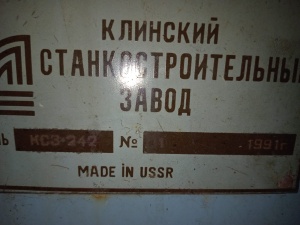 КЛИНСКИЙ
СТАНКОСТРОИТЕЛЬНЫ
ЗАВОД
Ь КСЗ-242 № 1991г
MADE IN USSR